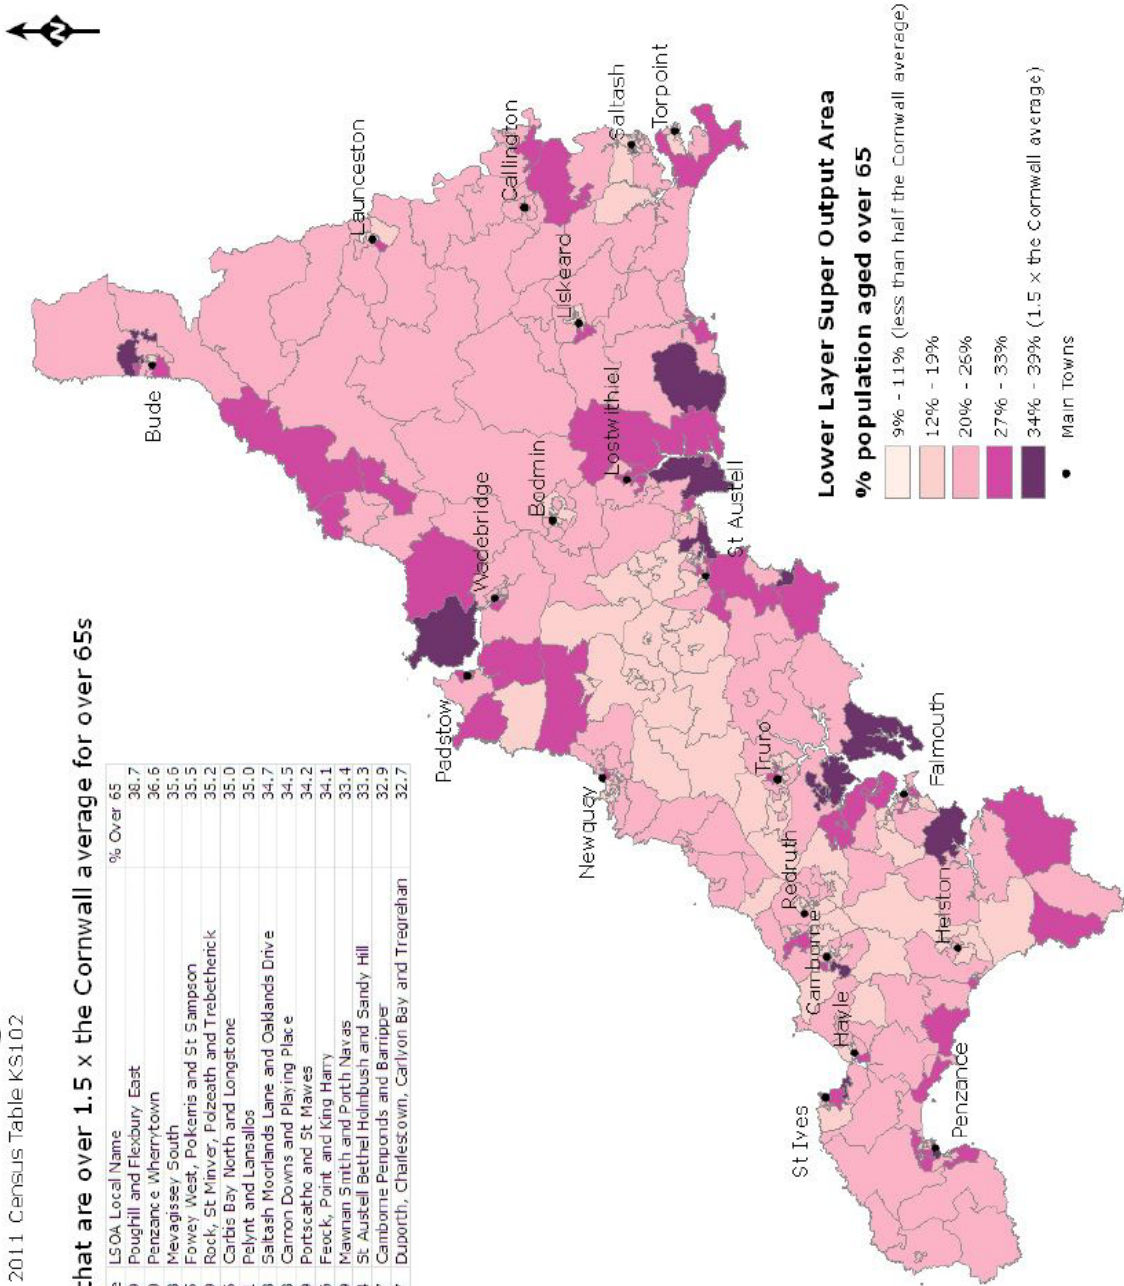 2011 Census Table KS102
that are over 1.5 x the Cornwall average for over 65s
LSOA Local Name % Over 65
Poughill and Flexbury East 38.7
Penzance Wherrytown 36.6
Mevagissey South 35.6
Fowey West, Polkerris and St Sampson 35.5
Rock, St Minver, Polzeath and Trebetherick 35.2
Carbis Bay North and Longstone 35.0
Pelynt and Lansallos 35.0
Saltash Moorlands Lane and Oaklands Drive 34.7
Carnon Downs and Playing Place 34.5
Portscatho and St Mawes 34.2
Feock, Point and King Harry 34.1
Mawnan Smith and Porth Navas 33.4
St Austell Bethel Holmbush and Sandy Hill 33.3
Camborne Penponds and Barripper 32.9
Duporth, Charlestown, Carlyon Bay and Tregrehan 32.7
N
Bude
Launceston
Callington
Saltash
Torpoint
Liskeard
Lostwithiel
Bodmin
Wadebridge
St Austell
Padstow
Newquay
Truro
Falmouth
Redruth
Camborne
Helston
Hayle
St Ives
Penzance
Lower Layer Super Output Area
% population aged over 65
9% - 11% (less than half the Cornwall average)
12% - 19%
20% - 26%
27% - 33%
34% - 39% (1.5 x the Cornwall average)
Main Towns